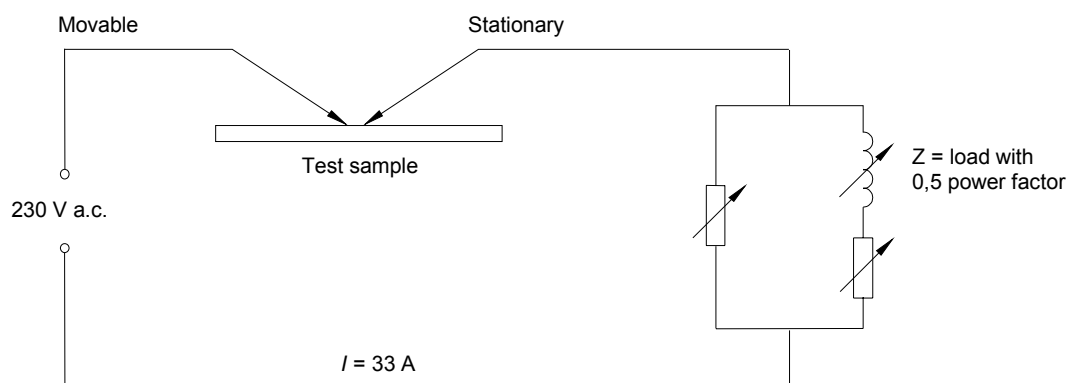 Movable
Stationary
Test sample
Z = load with
0,5 power factor
230 V a.c.
I = 33 A